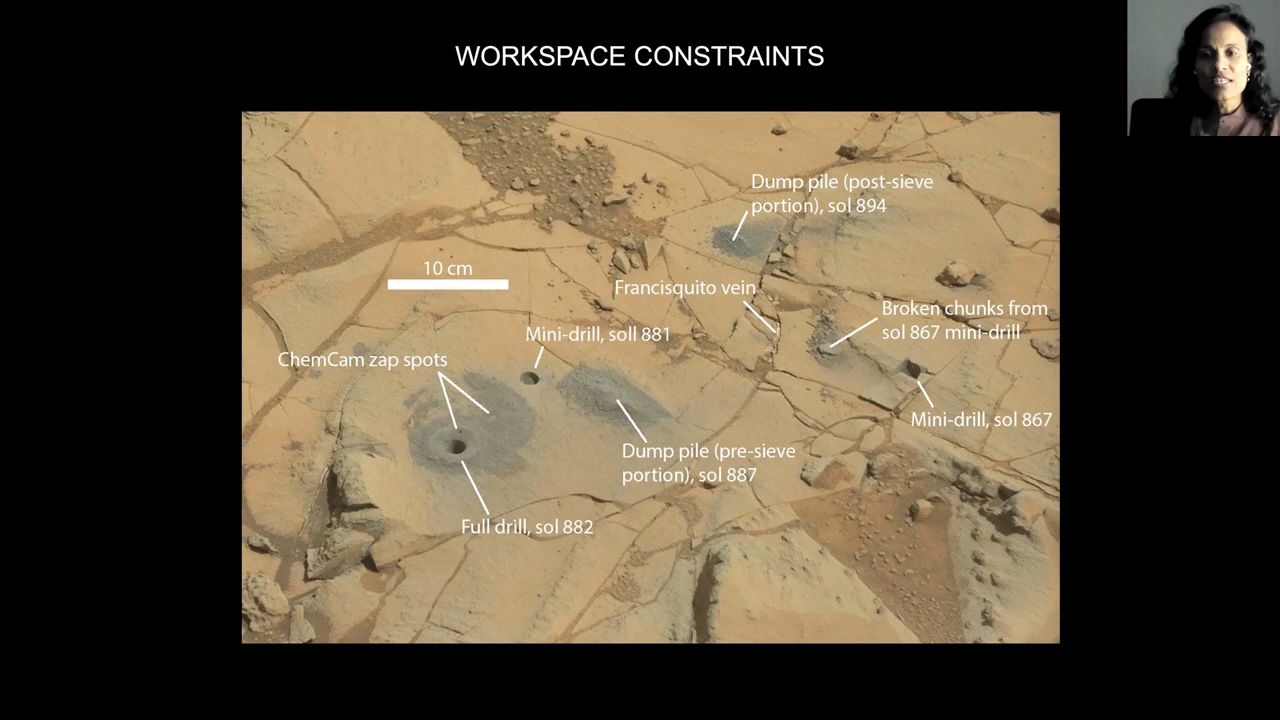 WORKSPACE CONSTRAINTS
Dump pile (post-sieve
portion), sol 894
10 cm
Francisquito vein
Broken chunks from
sol 867 mini-drill
Mini-drill, soll 881
ChemCam zap spots
Mini-drill, sol 867
Dump pile (pre-sieve
portion), sol 887
Full drill, sol 882